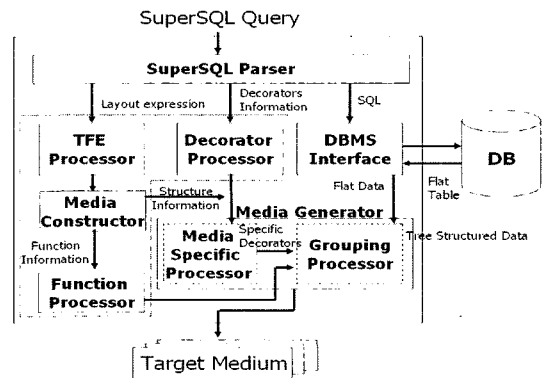 SuperSQL Query
SuperSQL Parser
Layout expression
Decorators
Information
SQL
TFE
Processor
Decorator
Processor
DBMS
Interface
DB
Flat
Table
Structure
Information
Flat Data
Media
Constructor
Media Generator
Function
Information
Media
Specific
Processor
Specific
Decorators
Grouping
Processor
Tree Structured Data
Function
Processor
Target Medium